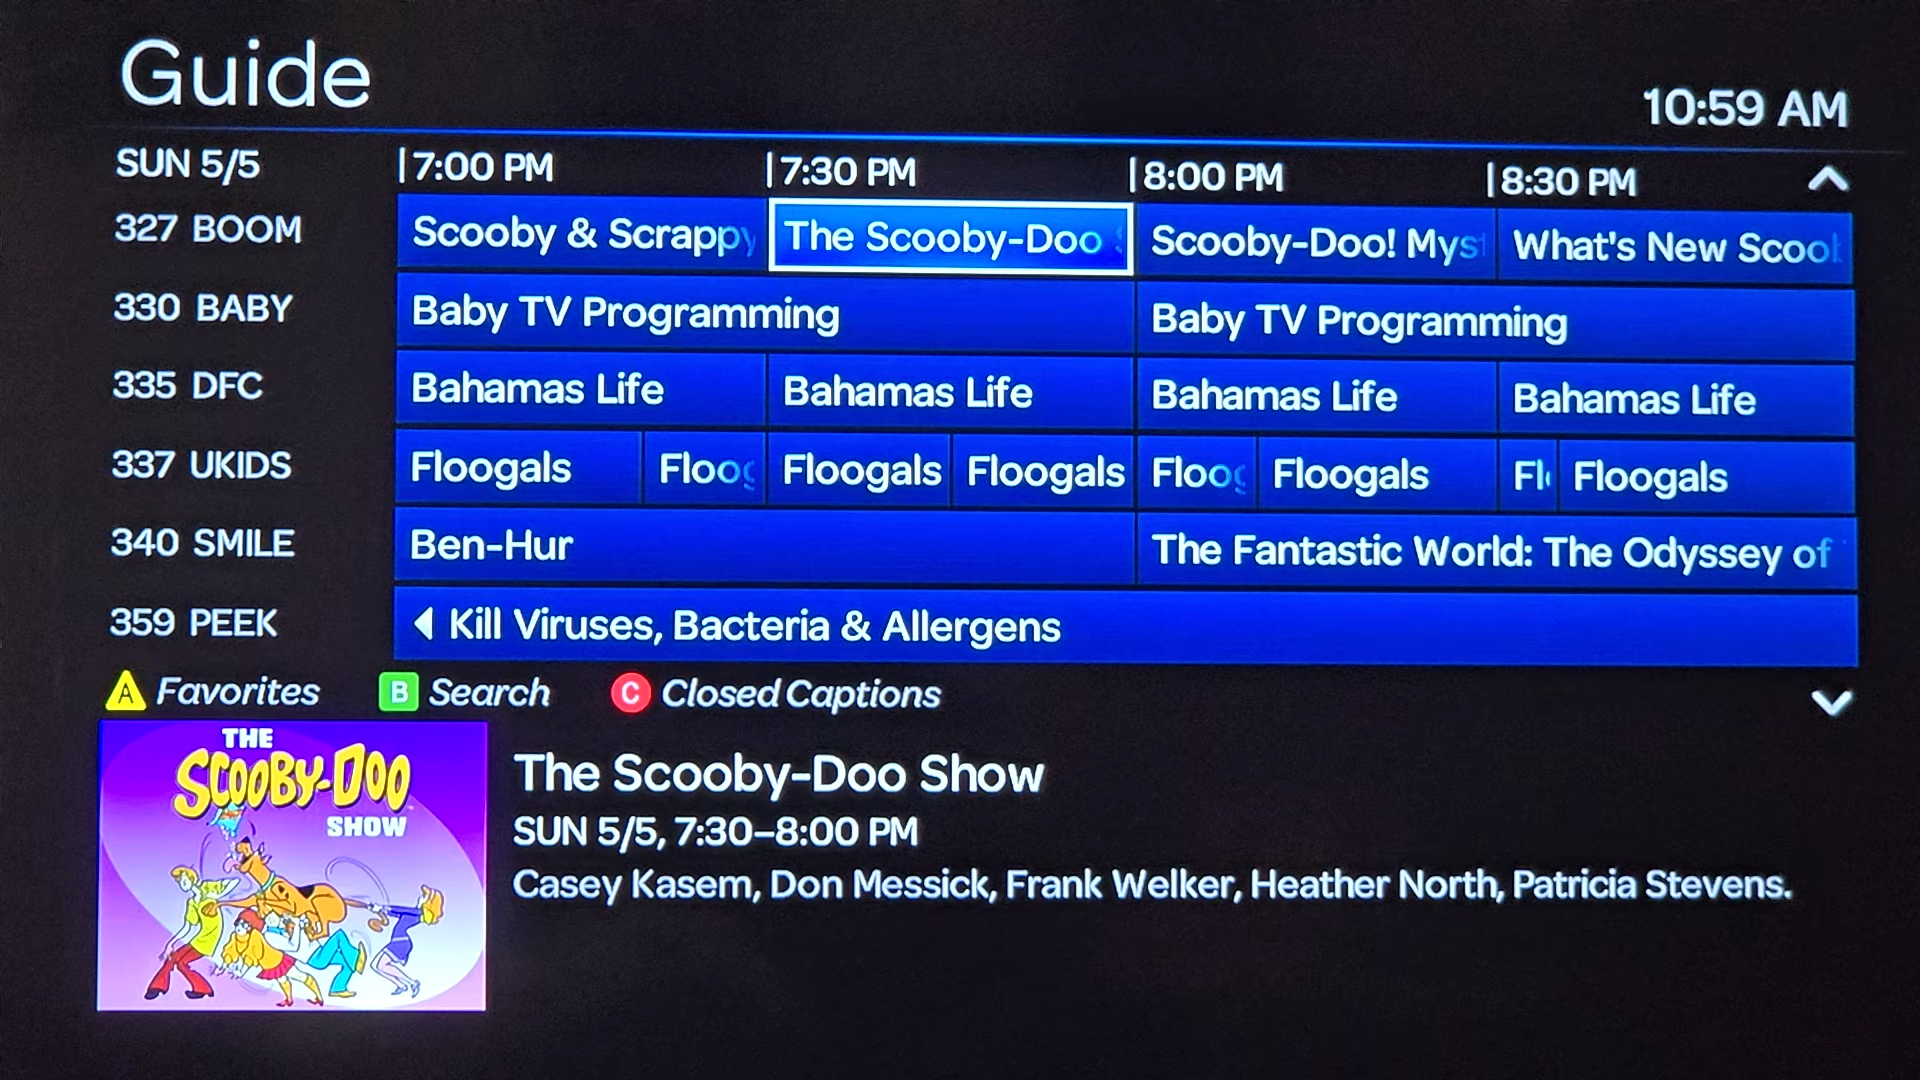 Guide
10:59 AM
SUN 5/5 7:00 PM 7:30 PM 8:00 PM 8:30 PM
327 BOOM Scooby & Scrappy The Scooby-Doo Scooby-Doo! Mys What's New Scoo
330 BABY Baby TV Programming Baby TV Programming
335 DFC Bahamas Life Bahamas Life Bahamas Life Bahamas Life
337 UKIDS Floogals Floog Floogals Floogals Floog Floogals Fl Floogals
340 SMILE Ben-Hur The Fantastic World: The Odyssey of
359 PEEK Kill Viruses, Bacteria & Allergens
A Favorites B Search C Closed Captions
THE
SCOOBY-DOO
SHOW
The Scooby-Doo Show
SUN 5/5, 7:30–8:00 PM
Casey Kasem, Don Messick, Frank Welker, Heather North, Patricia Stevens.